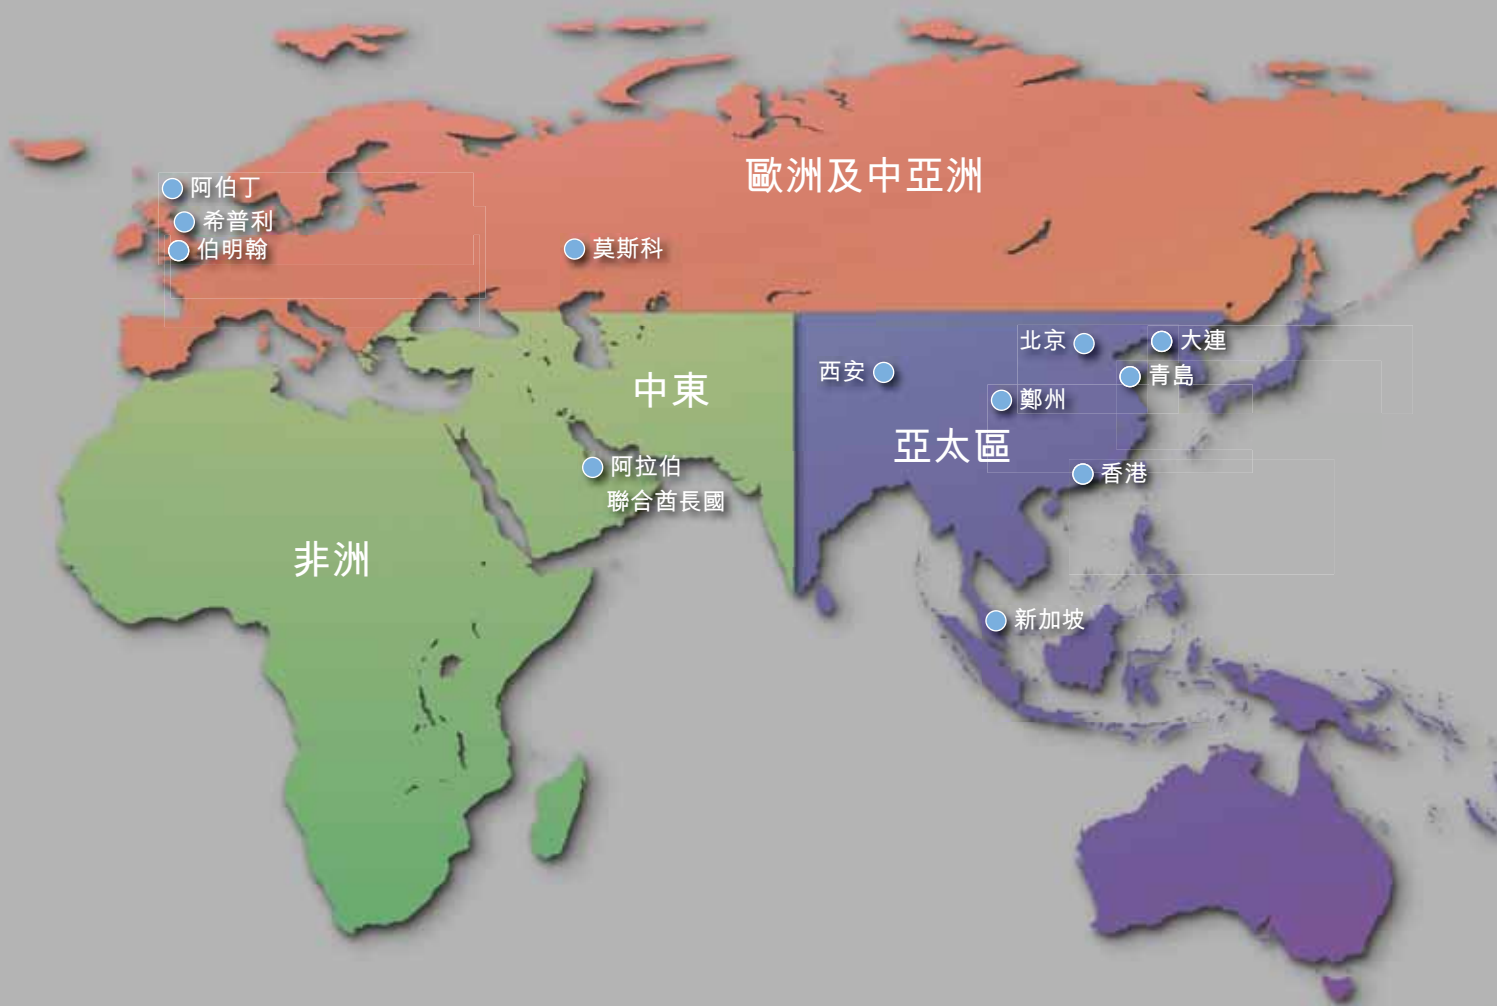 歐洲及中亞洲
阿伯丁
希普利
伯明翰
莫斯科
北京
大連
西安
青島
中東
鄭州
亞太區
阿拉伯
聯合酋長國
香港
非洲
新加坡